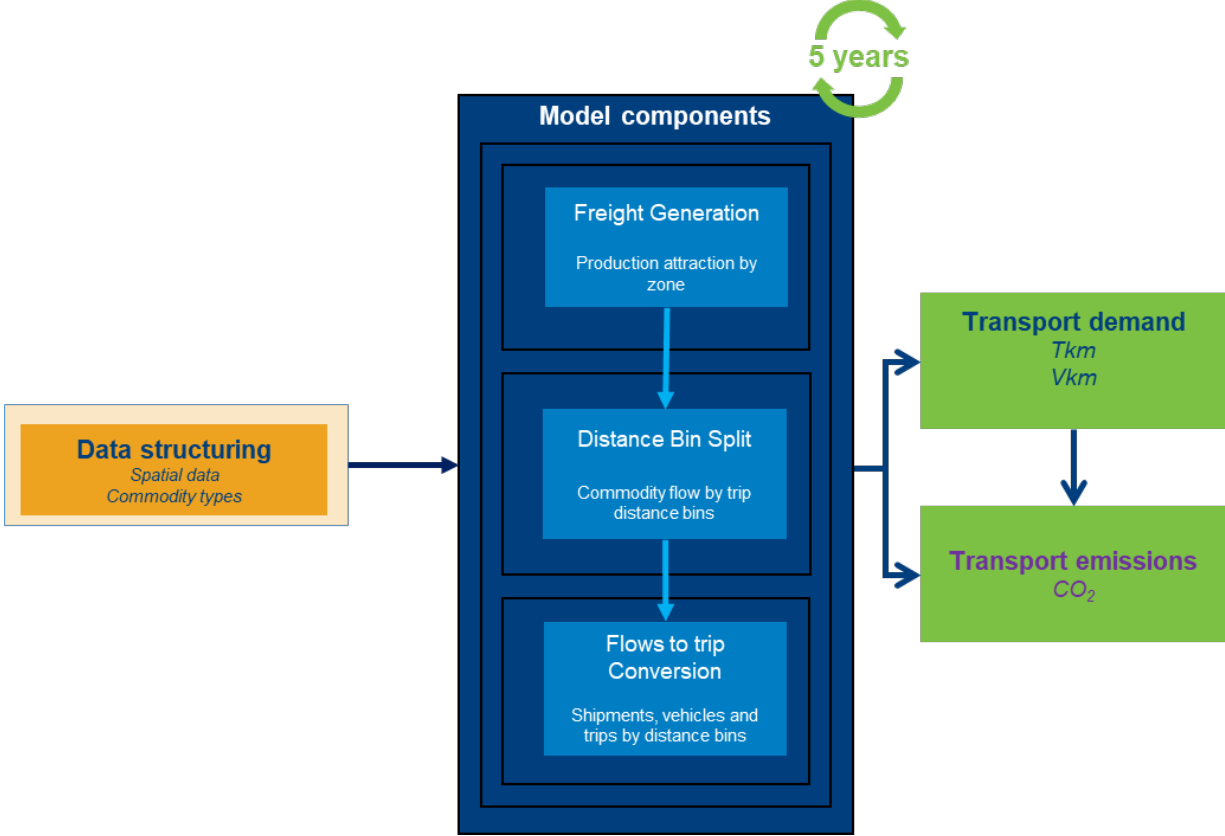 5 years
Model components
Freight Generation
Production attraction by
zone
Distance Bin Split
Commodity flow by trip
distance bins
Flows to trip
Conversion
Shipments, vehicles and
trips by distance bins
Data structuring
Spatial data
Commodity types
Transport demand
Tkm
Vkm
Transport emissions
CO₂